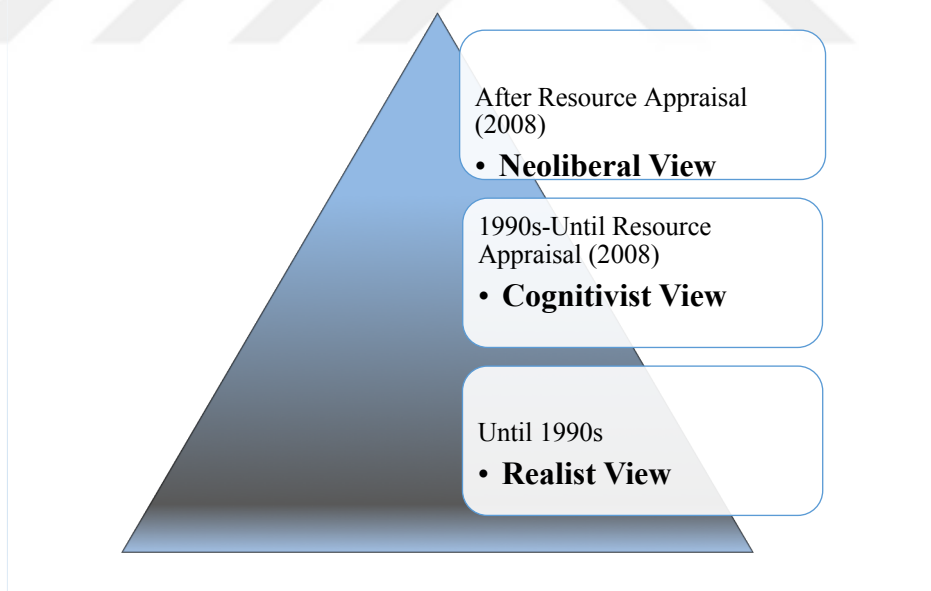 After Resource Appraisal
(2008)
• Neoliberal View
1990s-Until Resource
Appraisal (2008)
• Cognitivist View
Until 1990s
• Realist View